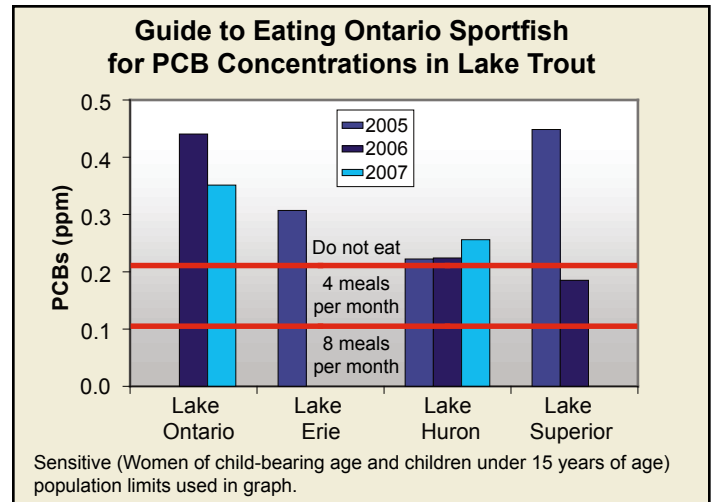 Guide to Eating Ontario Sportfish
for PCB Concentrations in Lake Trout
0.5
0.4
0.3
0.2
0.1
0.0
PCBs (ppm)
2005
2006
2007
Do not eat
4 meals
per month
8 meals
per month
Lake
Ontario
Lake
Erie
Lake
Huron
Lake
Superior
Sensitive (Women of child-bearing age and children under 15 years of age)
population limits used in graph.